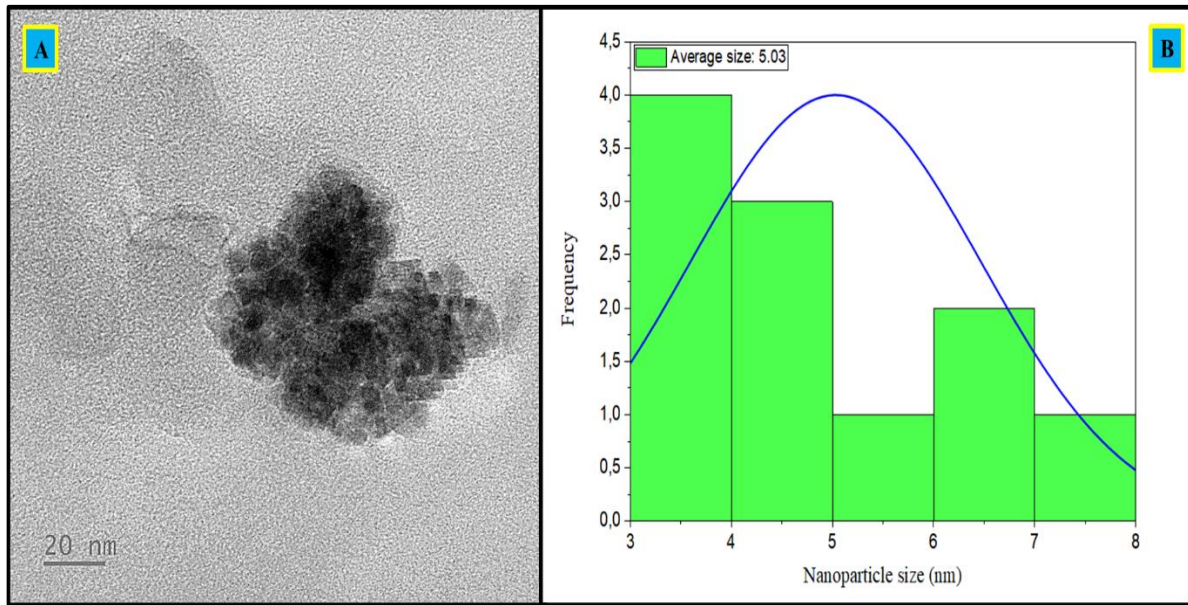 A
20 nm
B
Average size: 5.03
4,5
4,0
3,5
3,0
2,5
2,0
1,5
1,0
0,5
0,0
Frequency
3 4 5 6 7 8
Nanoparticle size (nm)